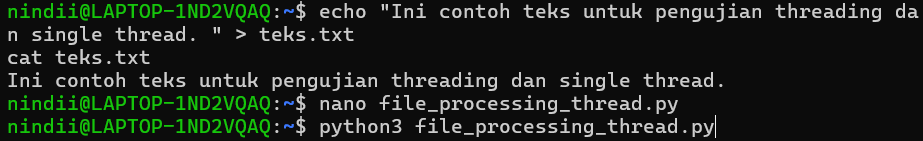 nindii@LAPTOP-1ND2VQAQ:~$ echo "Ini contoh teks untuk pengujian threading da
n single thread. " > teks.txt
cat teks.txt
Ini contoh teks untuk pengujian threading dan single thread.
nindii@LAPTOP-1ND2VQAQ:~$ nano file_processing_thread.py
nindii@LAPTOP-1ND2VQAQ:~$ python3 file_processing_thread.py